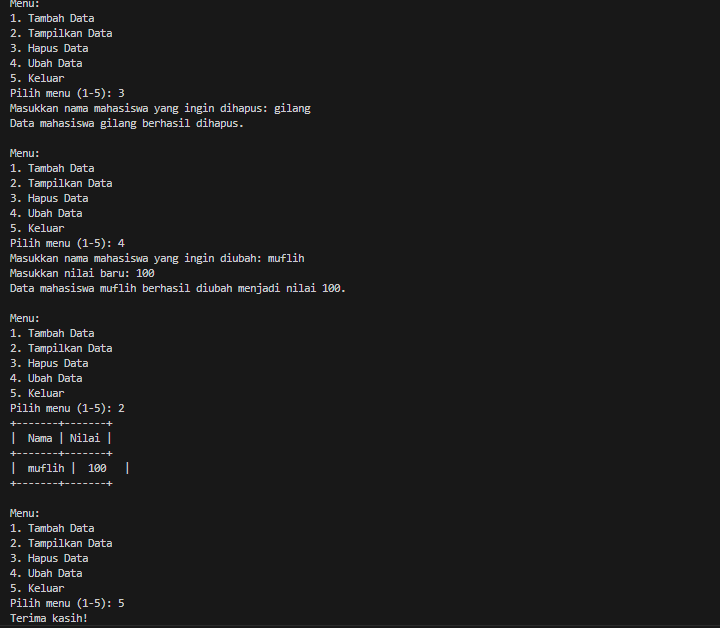 Menu:
1. Tambah Data
2. Tampilkan Data
3. Hapus Data
4. Ubah Data
5. Keluar
Pilih menu (1-5): 3
Masukkan nama mahasiswa yang ingin dihapus: gilang
Data mahasiswa gilang berhasil dihapus.

Menu:
1. Tambah Data
2. Tampilkan Data
3. Hapus Data
4. Ubah Data
5. Keluar
Pilih menu (1-5): 4
Masukkan nama mahasiswa yang ingin diubah: muflih
Masukkan nilai baru: 100
Data mahasiswa muflih berhasil diubah menjadi nilai 100.

Menu:
1. Tambah Data
2. Tampilkan Data
3. Hapus Data
4. Ubah Data
5. Keluar
Pilih menu (1-5): 2
+-------+-------+
|  Nama | Nilai |
+-------+-------+
|  muflih |  100   |
+-------+-------+

Menu:
1. Tambah Data
2. Tampilkan Data
3. Hapus Data
4. Ubah Data
5. Keluar
Pilih menu (1-5): 5
Terima kasih!